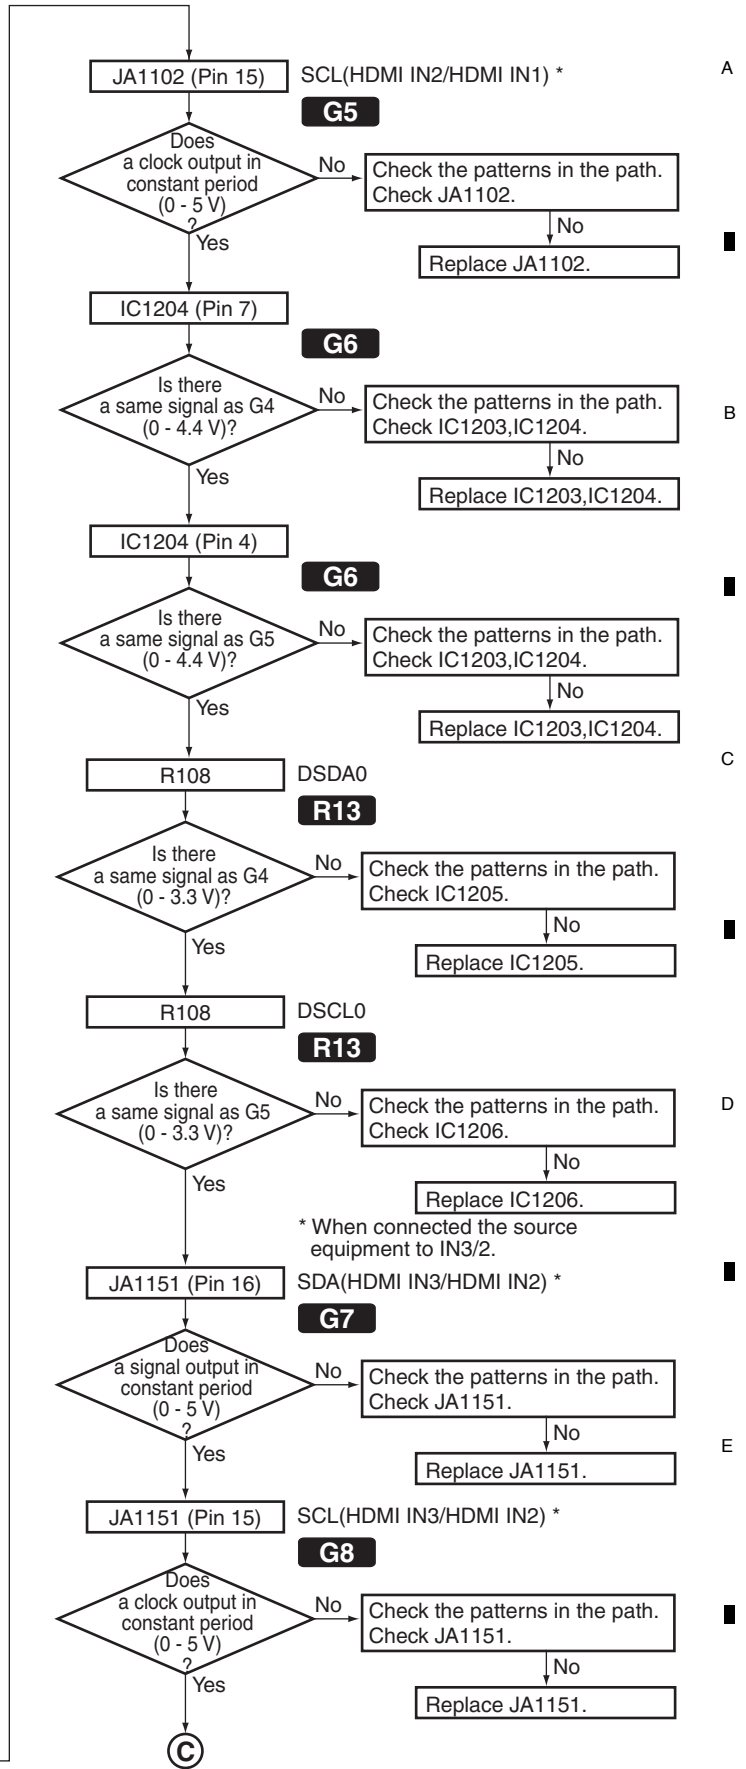 JA1102 (Pin 15)
SCL(HDMI IN2/HDMI IN1) *
G5
Does
a clock output in
constant period
(0 - 5 V)
?
No
Check the patterns in the path.
Check JA1102.
No
Replace JA1102.
Yes
IC1204 (Pin 7)
G6
Is there
a same signal as G4
(0 - 4.4 V)?
No
Check the patterns in the path.
Check IC1203,IC1204.
No
Replace IC1203,IC1204.
Yes
IC1204 (Pin 4)
G6
Is there
a same signal as G5
(0 - 4.4 V)?
No
Check the patterns in the path.
Check IC1203,IC1204.
No
Replace IC1203,IC1204.
Yes
R108
DSDA0
R13
Is there
a same signal as G4
(0 - 3.3 V)?
No
Check the patterns in the path.
Check IC1205.
No
Replace IC1205.
Yes
R108
DSCL0
R13
Is there
a same signal as G5
(0 - 3.3 V)?
No
Check the patterns in the path.
Check IC1206.
No
Replace IC1206.
Yes
* When connected the source
equipment to IN3/2.
JA1151 (Pin 16)
SDA(HDMI IN3/HDMI IN2) *
G7
Does
a signal output in
constant period
(0 - 5 V)
?
No
Check the patterns in the path.
Check JA1151.
No
Replace JA1151.
Yes
JA1151 (Pin 15)
SCL(HDMI IN3/HDMI IN2) *
G8
Does
a clock output in
constant period
(0 - 5 V)
?
No
Check the patterns in the path.
Check JA1151.
No
Replace JA1151.
Yes
C
A
B
C
D
E